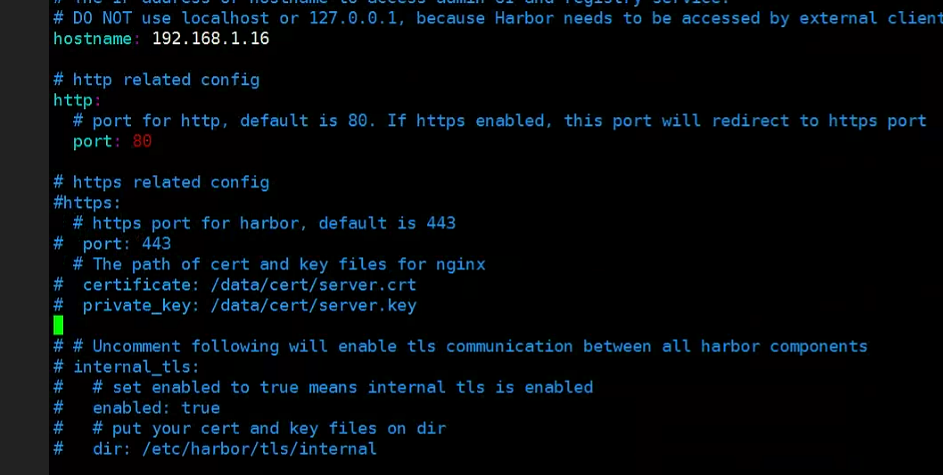 # The IP address or hostname to access admin UI and registry service.
# DO NOT use localhost or 127.0.0.1, because Harbor needs to be accessed by external client
hostname: 192.168.1.16
# http related config
http:
  # port for http, default is 80. If https enabled, this port will redirect to https port
  port: 80
# https related config
#https:
  # https port for harbor, default is 443
#  port: 443
  # The path of cert and key files for nginx
#  certificate: /data/cert/server.crt
#  private_key: /data/cert/server.key
# # Uncomment following will enable tls communication between all harbor components
# internal_tls:
#   # set enabled to true means internal tls is enabled
#   enabled: true
#   # put your cert and key files on dir
#   dir: /etc/harbor/tls/internal